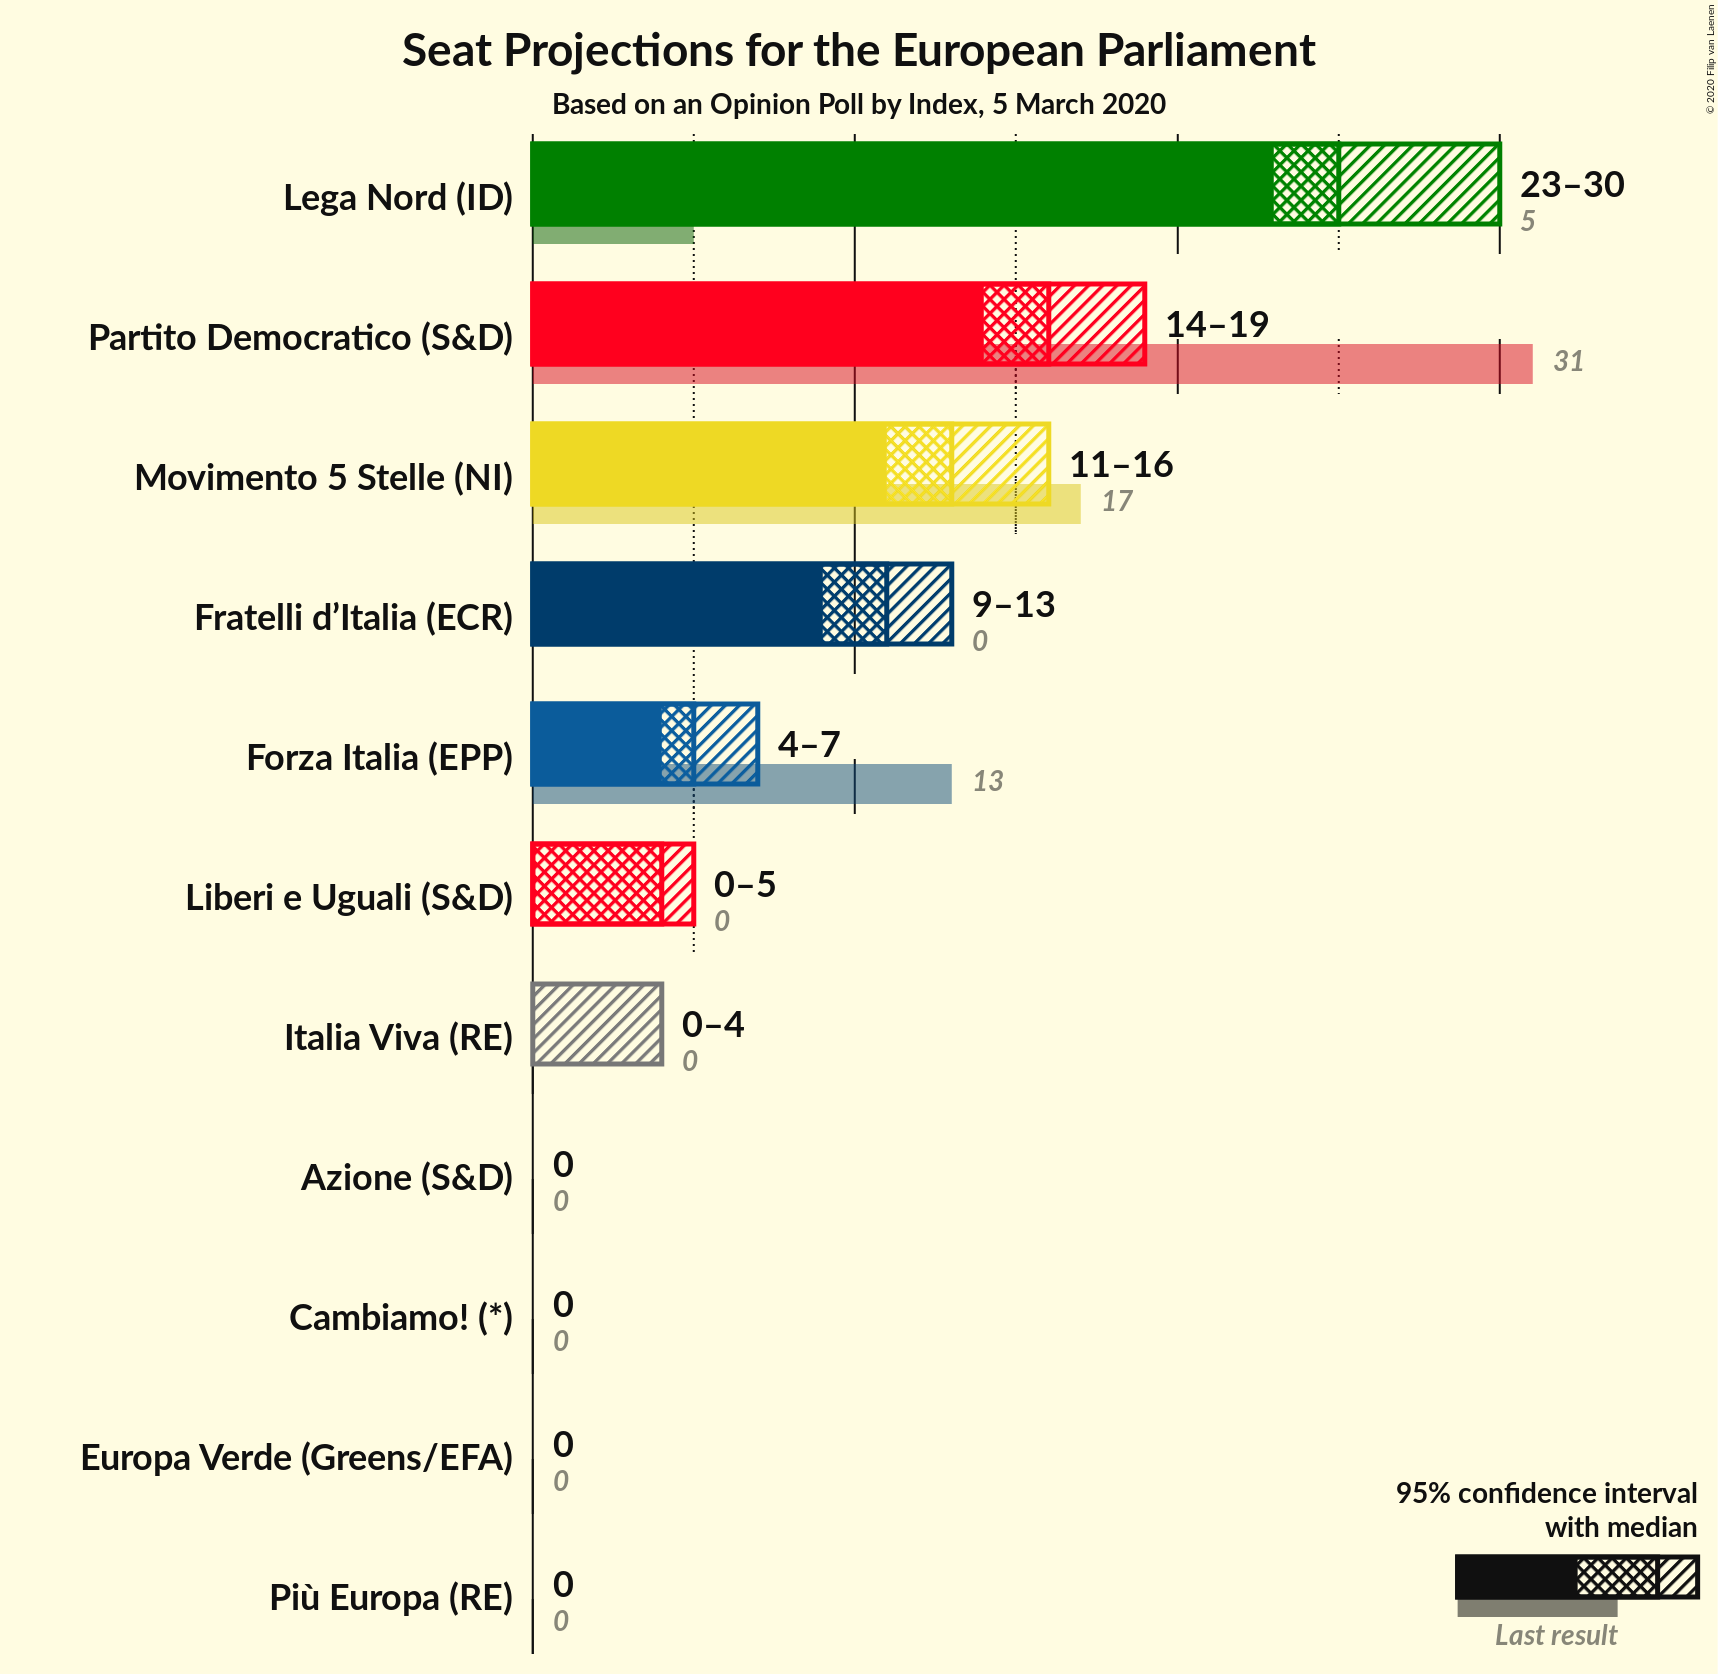 Seat Projections for the European Parliament
Based on an Opinion Poll by Index, 5 March 2020
© 2020 Filip van Laenen
Lega Nord (ID)
23–30
5
Partito Democratico (S&D)
14–19
31
Movimento 5 Stelle (NI)
11–16
17
Fratelli d’Italia (ECR)
9–13
0
Forza Italia (EPP)
4–7
13
Liberi e Uguali (S&D)
0–5
0
Italia Viva (RE)
0–4
0
Azione (S&D)
0
0
Cambiamo! (*)
0
0
Europa Verde (Greens/EFA)
0
0
Più Europa (RE)
0
0
95% confidence interval
with median
Last result